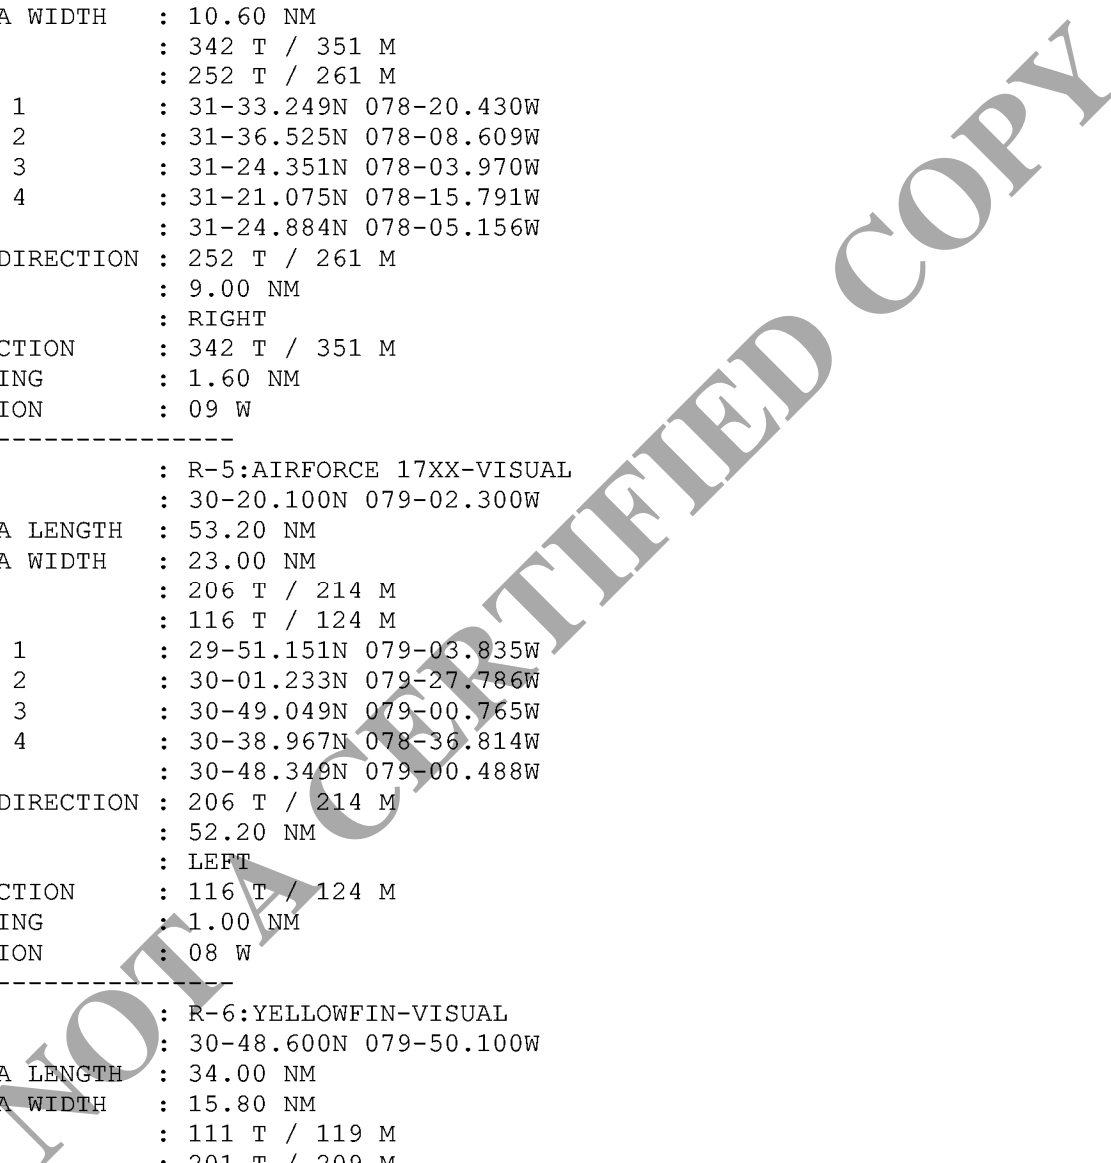 A WIDTH : 10.60 NM
: 342 T / 351 M
: 252 T / 261 M
1 : 31-33.249N 078-20.430W
2 : 31-36.525N 078-08.609W
3 : 31-24.351N 078-03.970W
4 : 31-21.075N 078-15.791W
: 31-24.884N 078-05.156W
DIRECTION : 252 T / 261 M
: 9.00 NM
: RIGHT
CTION : 342 T / 351 M
ING : 1.60 NM
ION : 09 W
---------------
: R-5:AIRFORCE 17XX-VISUAL
: 30-20.100N 079-02.300W
A LENGTH : 53.20 NM
A WIDTH : 23.00 NM
: 206 T / 214 M
: 116 T / 124 M
1 : 29-51.151N 079-03.835W
2 : 30-01.233N 079-27.786W
3 : 30-49.049N 079-00.765W
4 : 30-38.967N 078-36.814W
: 30-48.349N 079-00.488W
DIRECTION : 206 T / 214 M
: 52.20 NM
: LEFT
CTION : 116 T / 124 M
ING : 1.00 NM
ION : 08 W
---------------
: R-6:YELLOWFIN-VISUAL
: 30-48.600N 079-50.100W
A LENGTH : 34.00 NM
A WIDTH : 15.80 NM
: 111 T / 119 M
: 201 T / 209 M
NOT A CERTIFIED COPY